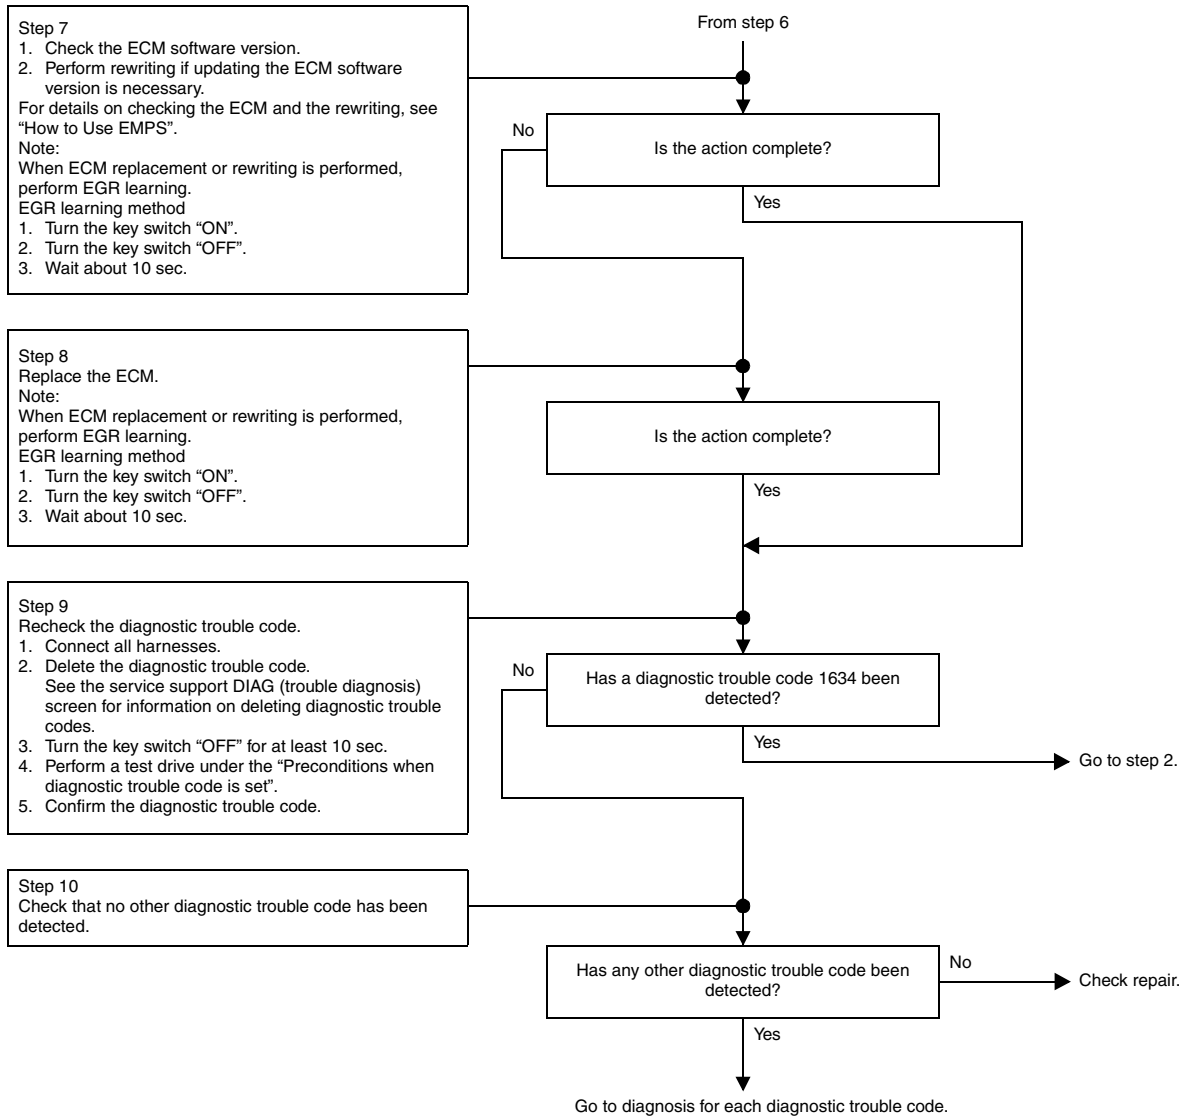 Step 7
1. Check the ECM software version.
2. Perform rewriting if updating the ECM software
version is necessary.
For details on checking the ECM and the rewriting, see
“How to Use EMPS”.
Note:
When ECM replacement or rewriting is performed,
perform EGR learning.
EGR learning method
1. Turn the key switch “ON”.
2. Turn the key switch “OFF”.
3. Wait about 10 sec.
From step 6
No
Is the action complete?
Yes
Step 8
Replace the ECM.
Note:
When ECM replacement or rewriting is performed,
perform EGR learning.
EGR learning method
1. Turn the key switch “ON”.
2. Turn the key switch “OFF”.
3. Wait about 10 sec.
Is the action complete?
Yes
Step 9
Recheck the diagnostic trouble code.
1. Connect all harnesses.
2. Delete the diagnostic trouble code.
See the service support DIAG (trouble diagnosis)
screen for information on deleting diagnostic trouble
codes.
3. Turn the key switch “OFF” for at least 10 sec.
4. Perform a test drive under the “Preconditions when
diagnostic trouble code is set”.
5. Confirm the diagnostic trouble code.
No
Has a diagnostic trouble code 1634 been
detected?
Yes
Go to step 2.
Step 10
Check that no other diagnostic trouble code has been
detected.
Has any other diagnostic trouble code been
detected?
No
Check repair.
Yes
Go to diagnosis for each diagnostic trouble code.